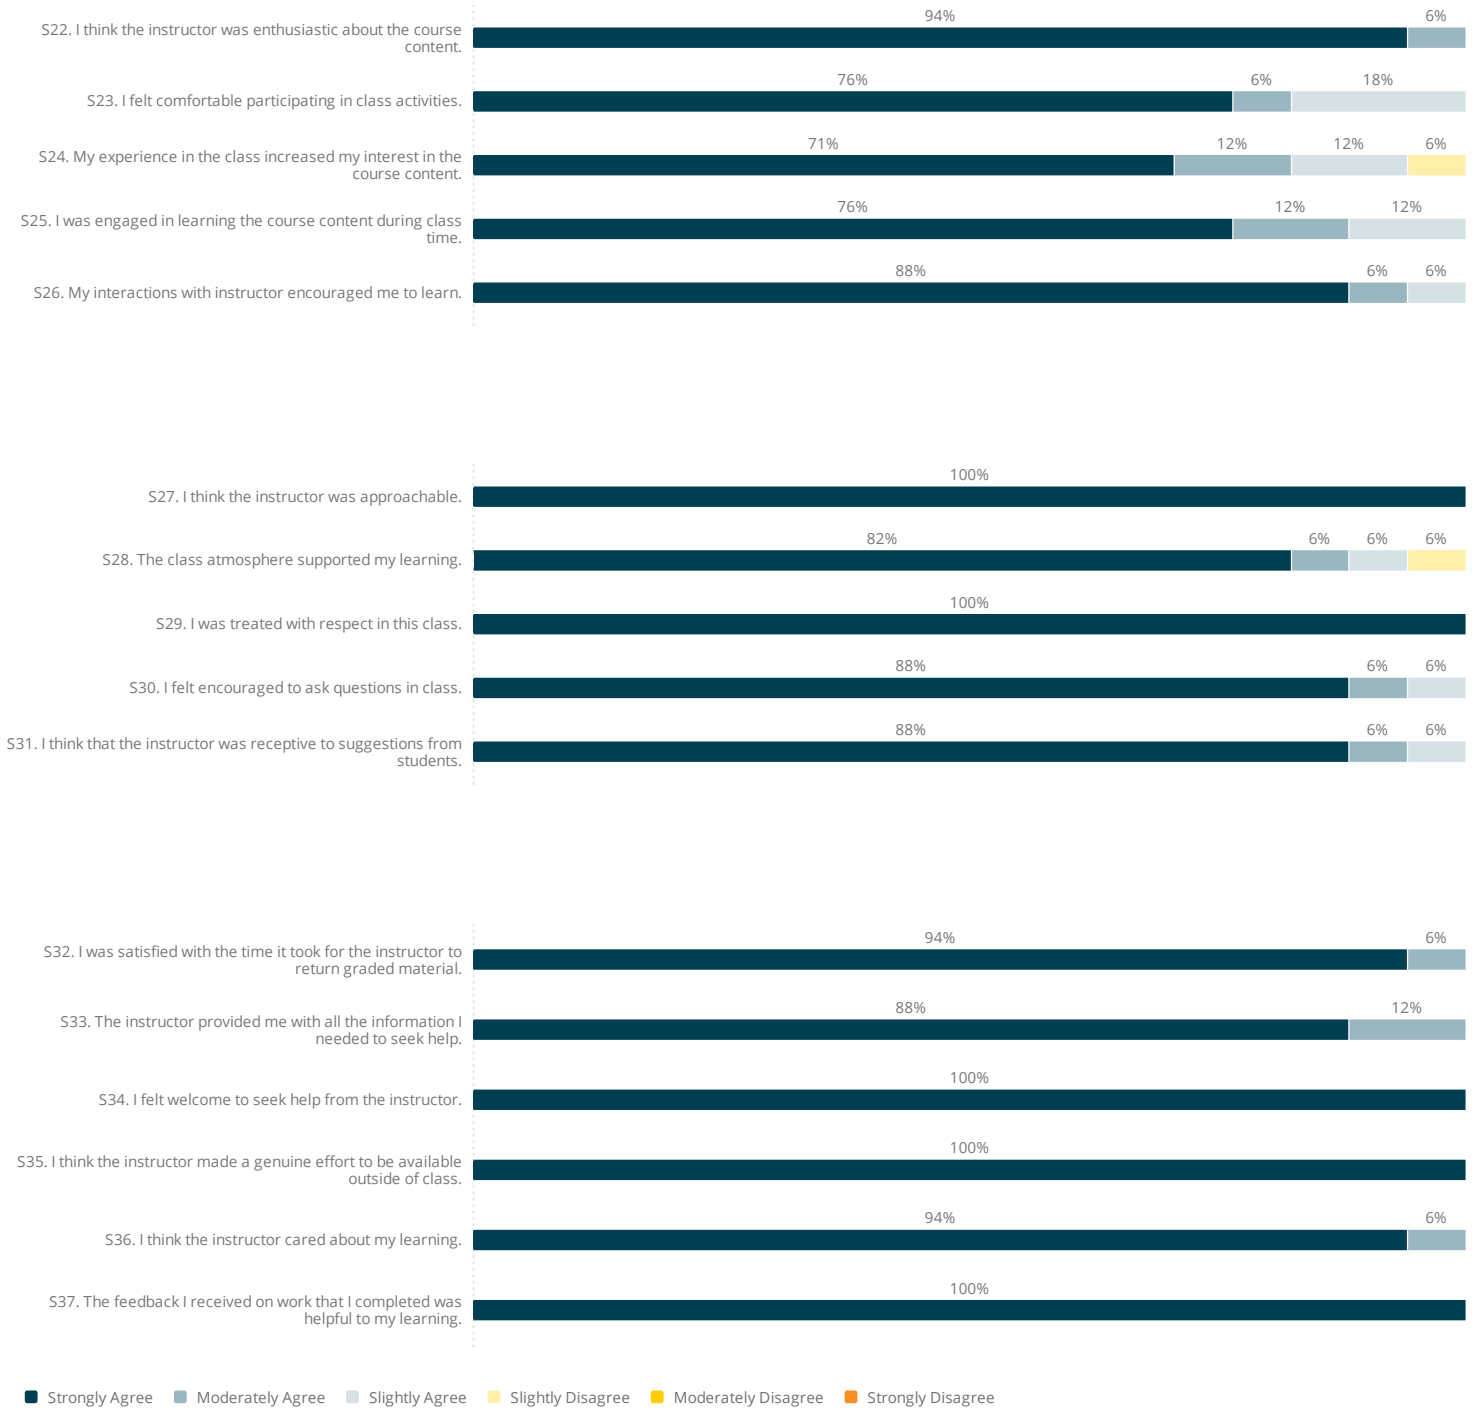 94% 6%
S22. I think the instructor was enthusiastic about the course
content.
76% 6% 18%
S23. I felt comfortable participating in class activities.
71% 12% 12% 6%
S24. My experience in the class increased my interest in the
course content.
76% 12% 12%
S25. I was engaged in learning the course content during class
time.
88% 6% 6%
S26. My interactions with instructor encouraged me to learn.
100%
S27. I think the instructor was approachable.
82% 6% 6% 6%
S28. The class atmosphere supported my learning.
100%
S29. I was treated with respect in this class.
88% 6% 6%
S30. I felt encouraged to ask questions in class.
88% 6% 6%
S31. I think that the instructor was receptive to suggestions from
students.
94% 6%
S32. I was satisfied with the time it took for the instructor to
return graded material.
88% 12%
S33. The instructor provided me with all the information I
needed to seek help.
100%
S34. I felt welcome to seek help from the instructor.
100%
S35. I think the instructor made a genuine effort to be available
outside of class.
94% 6%
S36. I think the instructor cared about my learning.
100%
S37. The feedback I received on work that I completed was
helpful to my learning.
Strongly Agree Moderately Agree Slightly Agree Slightly Disagree Moderately Disagree Strongly Disagree